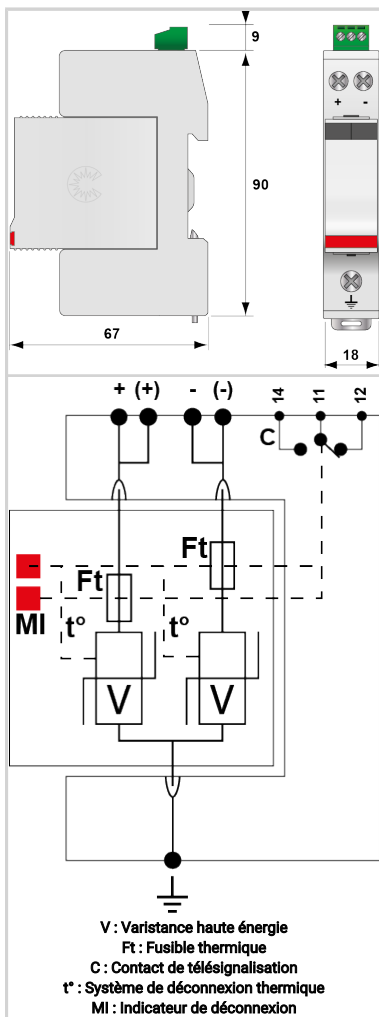 9
+ -
90
67
18
+ (+) - (-) 14 11 12
C
Ft
Ft
MI t° t°
V V
V : Varistance haute énergie
Ft : Fusible thermique
C : Contact de télésignalisation
t° : Système de déconnexion thermique
MI : Indicateur de déconnexion